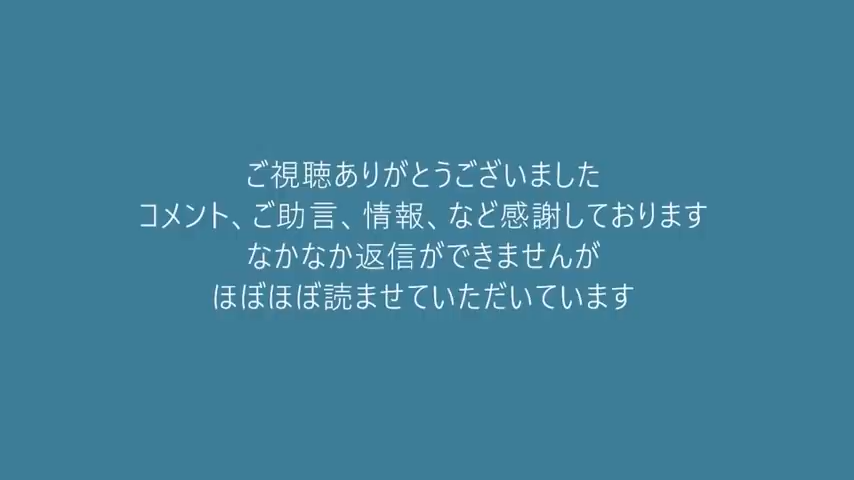 ご視聴ありがとうございました
コメント、ご助言、情報、など感謝しております
なかなか返信ができませんが
ほぼほぼ読ませていただいています